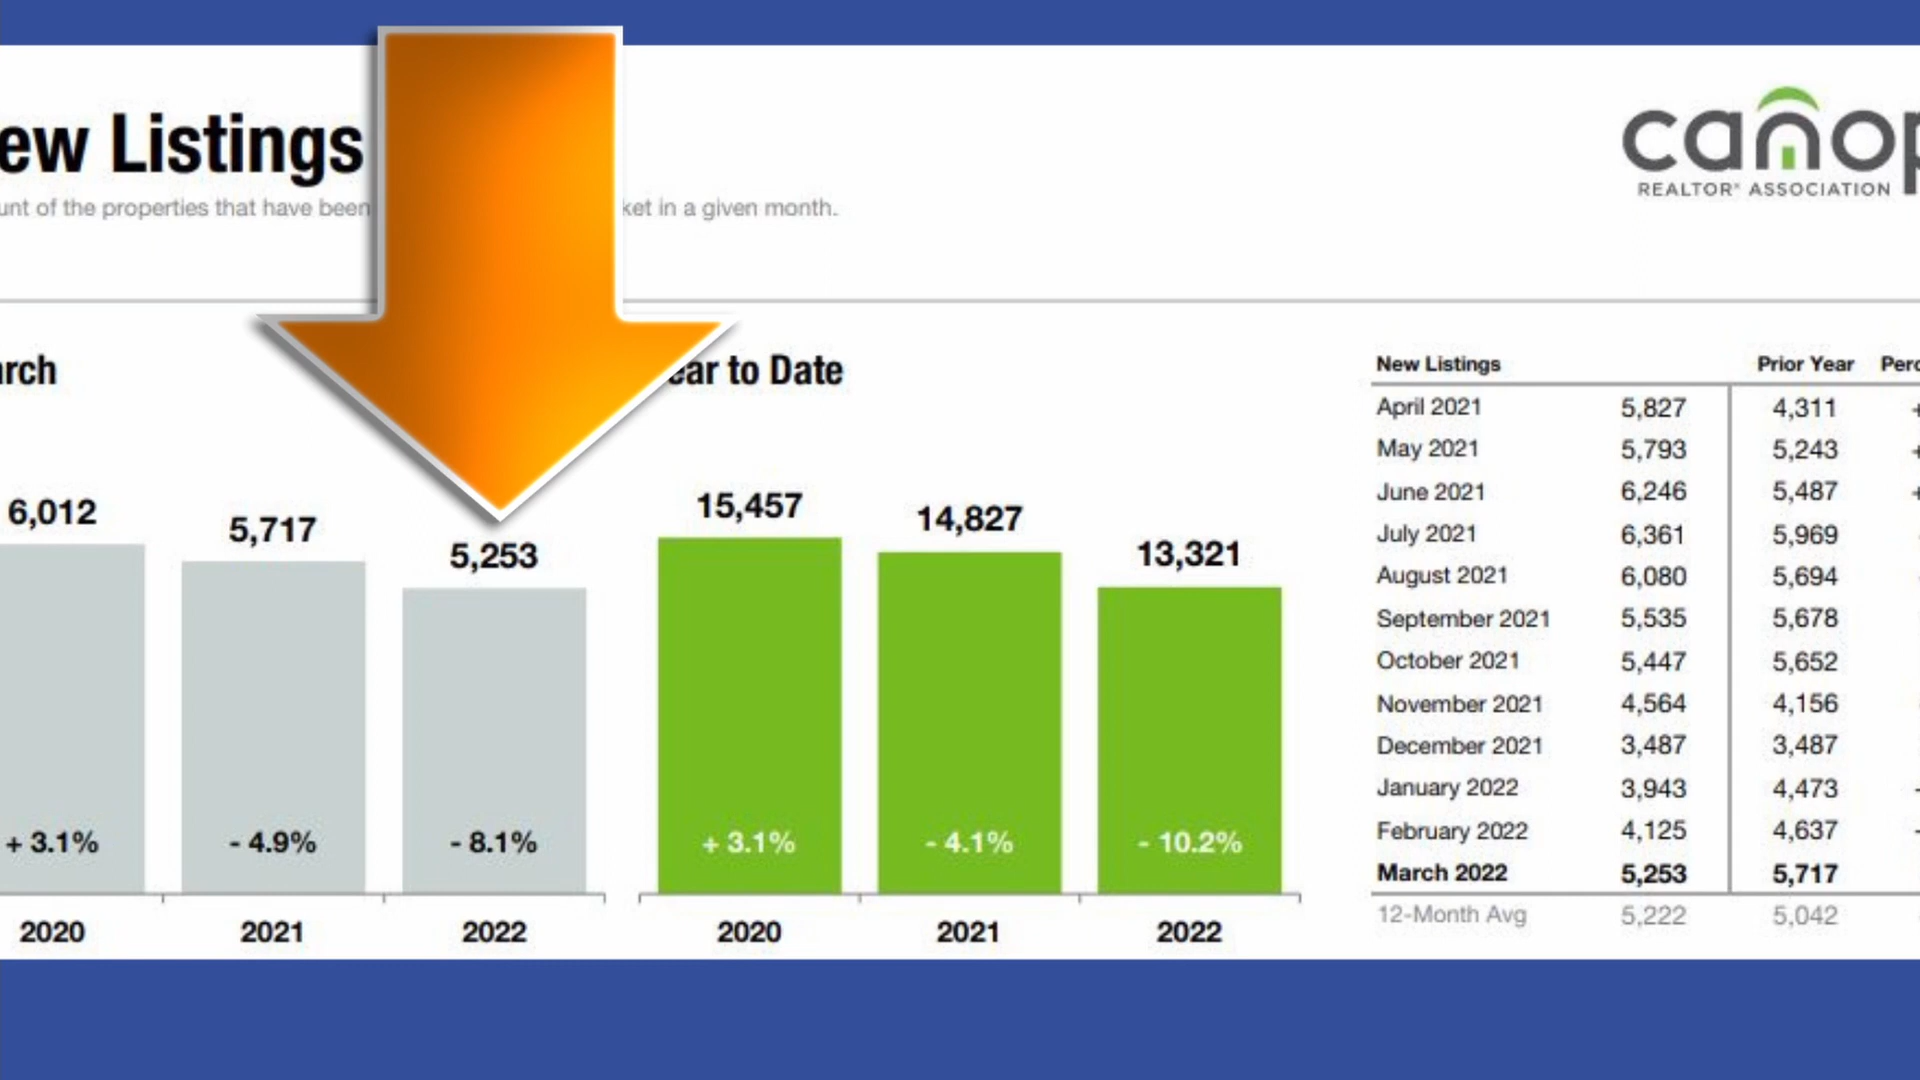 ew Listings
unt of the properties that have been ket in a given month.
canop
REALTOR® ASSOCIATION
arch
ear to Date
6,012
5,717
5,253
+ 3.1%
- 4.9%
- 8.1%
2020
2021
2022
15,457
14,827
13,321
+ 3.1%
- 4.1%
- 10.2%
2020
2021
2022
New Listings Prior Year Perc
April 2021 5,827 4,311 +
May 2021 5,793 5,243 +
June 2021 6,246 5,487 +
July 2021 6,361 5,969
August 2021 6,080 5,694
September 2021 5,535 5,678
October 2021 5,447 5,652
November 2021 4,564 4,156
December 2021 3,487 3,487
January 2022 3,943 4,473 -
February 2022 4,125 4,637 -
March 2022 5,253 5,717
12-Month Avg 5,222 5,042